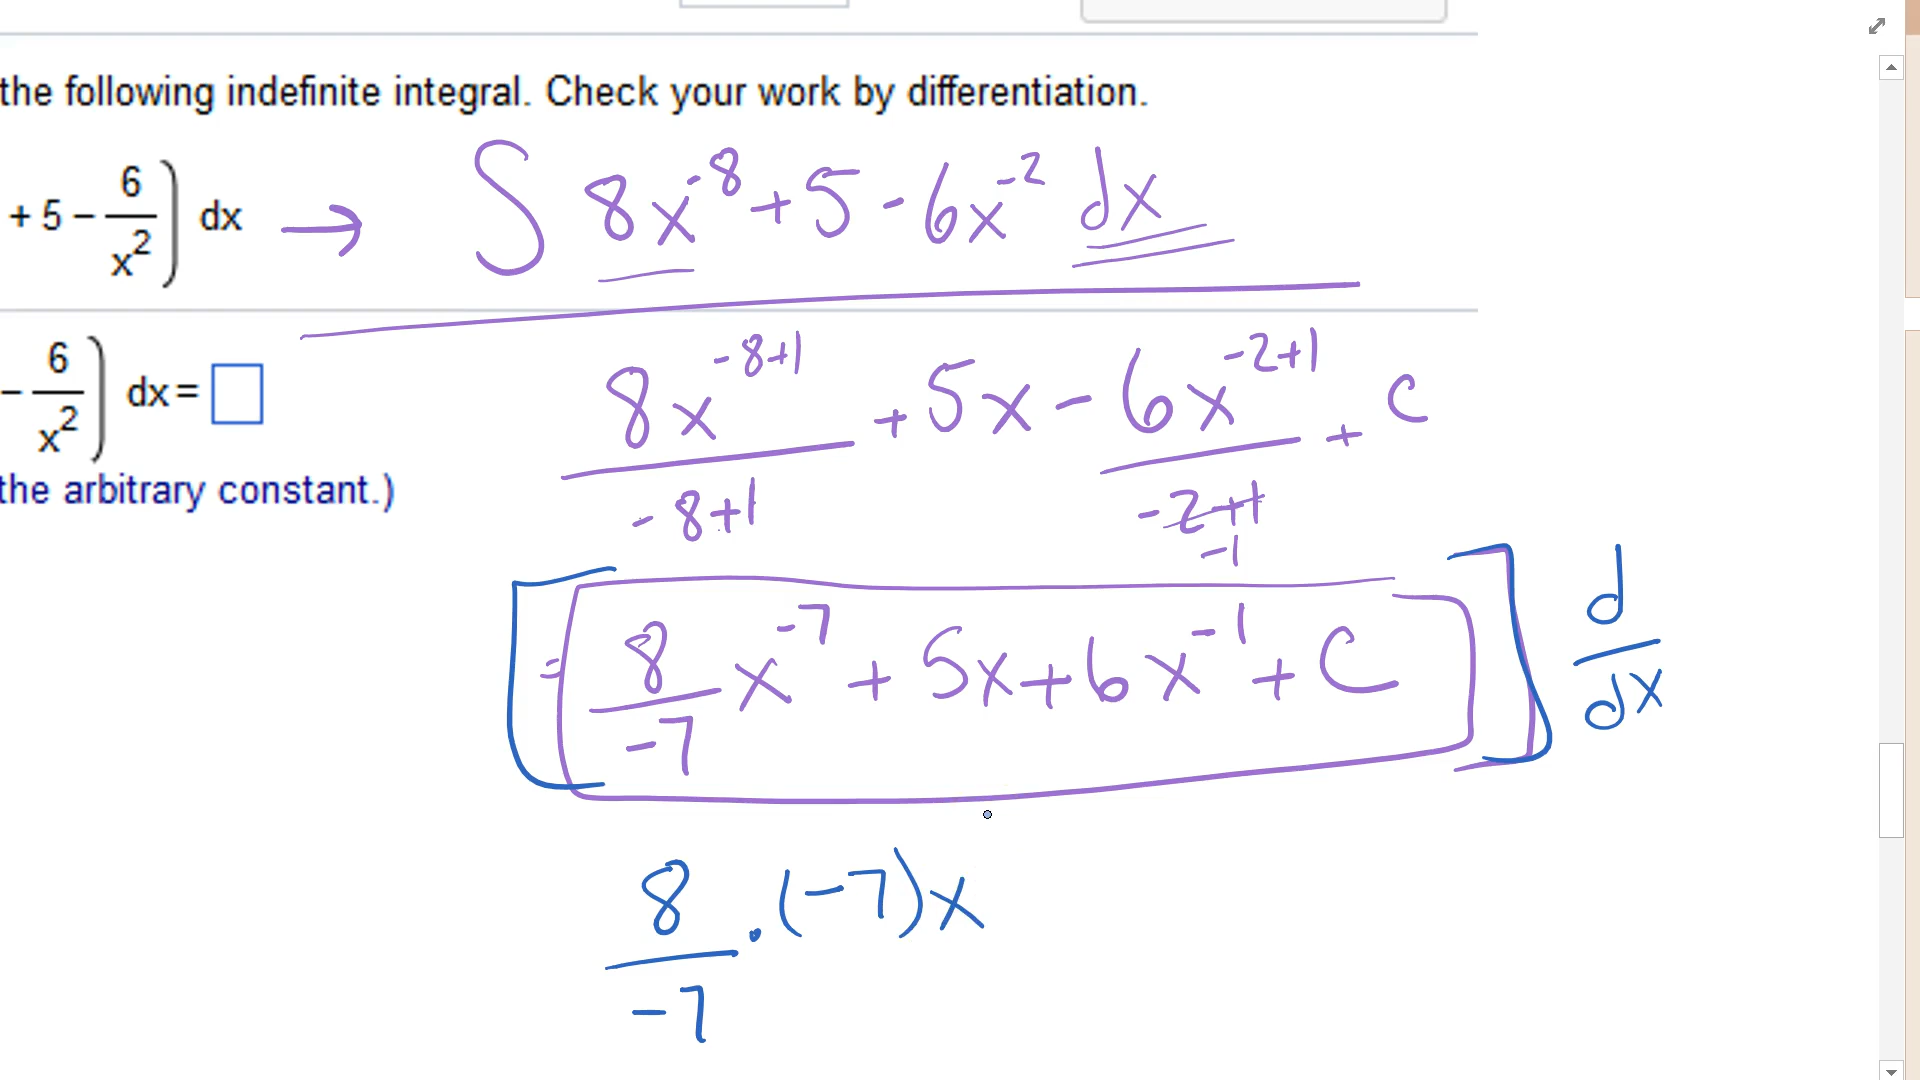 the following indefinite integral. Check your work by differentiation.
+ 5 − 6/x^2 ) dx → ∫ 8x^-8 + 5 - 6x^-2 dx
− 6/x^2 ) dx =
8x^-8+1/-8+1 + 5x - 6x^-2+1/-2+1 + C
-1
the arbitrary constant.)
[ = 8/-7 x^-7 + 5x + 6x^-1 + C ] d/dx
8/-7 · (-7)x